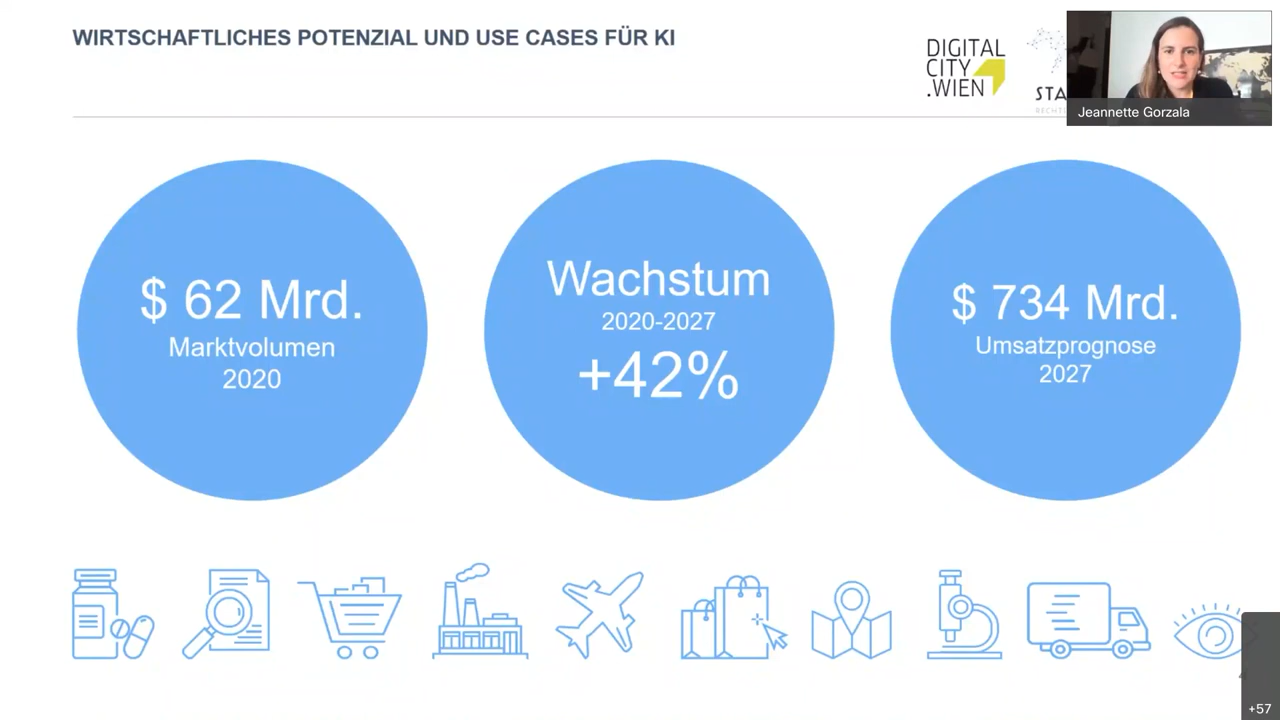 WIRTSCHAFTLICHES POTENZIAL UND USE CASES FÜR KI
DIGITAL
CITY
.WIEN
Jeannette Gorzala
$ 62 Mrd.
Marktvolumen
2020
Wachstum
2020-2027
+42%
$ 734 Mrd.
Umsatzprognose
2027
+57